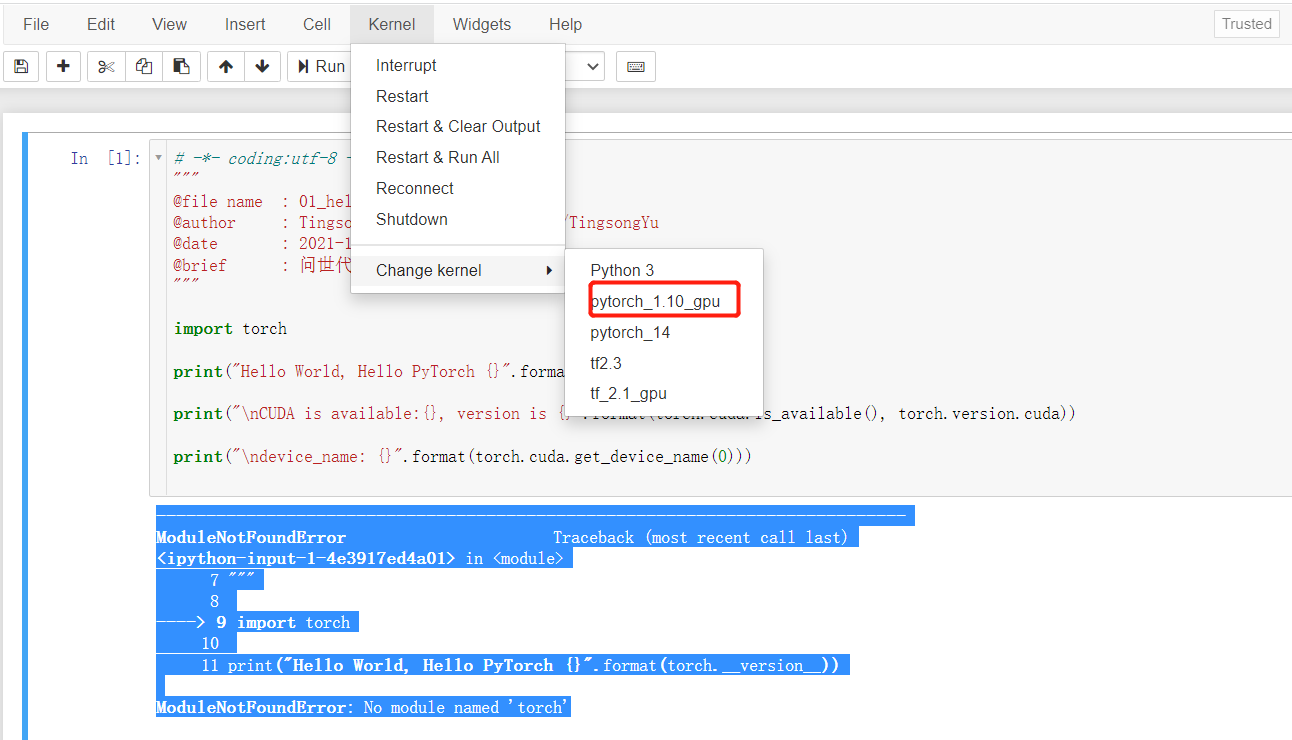 File Edit View Insert Cell Kernel Widgets Help Trusted
Run
Interrupt
Restart
Restart & Clear Output
Restart & Run All
Reconnect
Shutdown
Change kernel
Python 3
pytorch_1.10_gpu
pytorch_14
tf2.3
tf_2.1_gpu
In [1]:
# -*- coding:utf-8 -
"""
@file name : 01_hel
@author : Tingso /TingsongYu
@date : 2021-1
@brief : 问世代
"""
import torch
print("Hello World, Hello PyTorch {}".forma
print("\nCUDA is available:{}, version is {}".format(torch.cuda.is_available(), torch.version.cuda))
print("\ndevice_name: {}".format(torch.cuda.get_device_name(0)))
---------------------------------------------------------------------------
ModuleNotFoundError Traceback (most recent call last)
<ipython-input-1-4e3917ed4a01> in <module>
7 """
8
----> 9 import torch
10
11 print("Hello World, Hello PyTorch {}".format(torch.__version__))
ModuleNotFoundError: No module named 'torch'